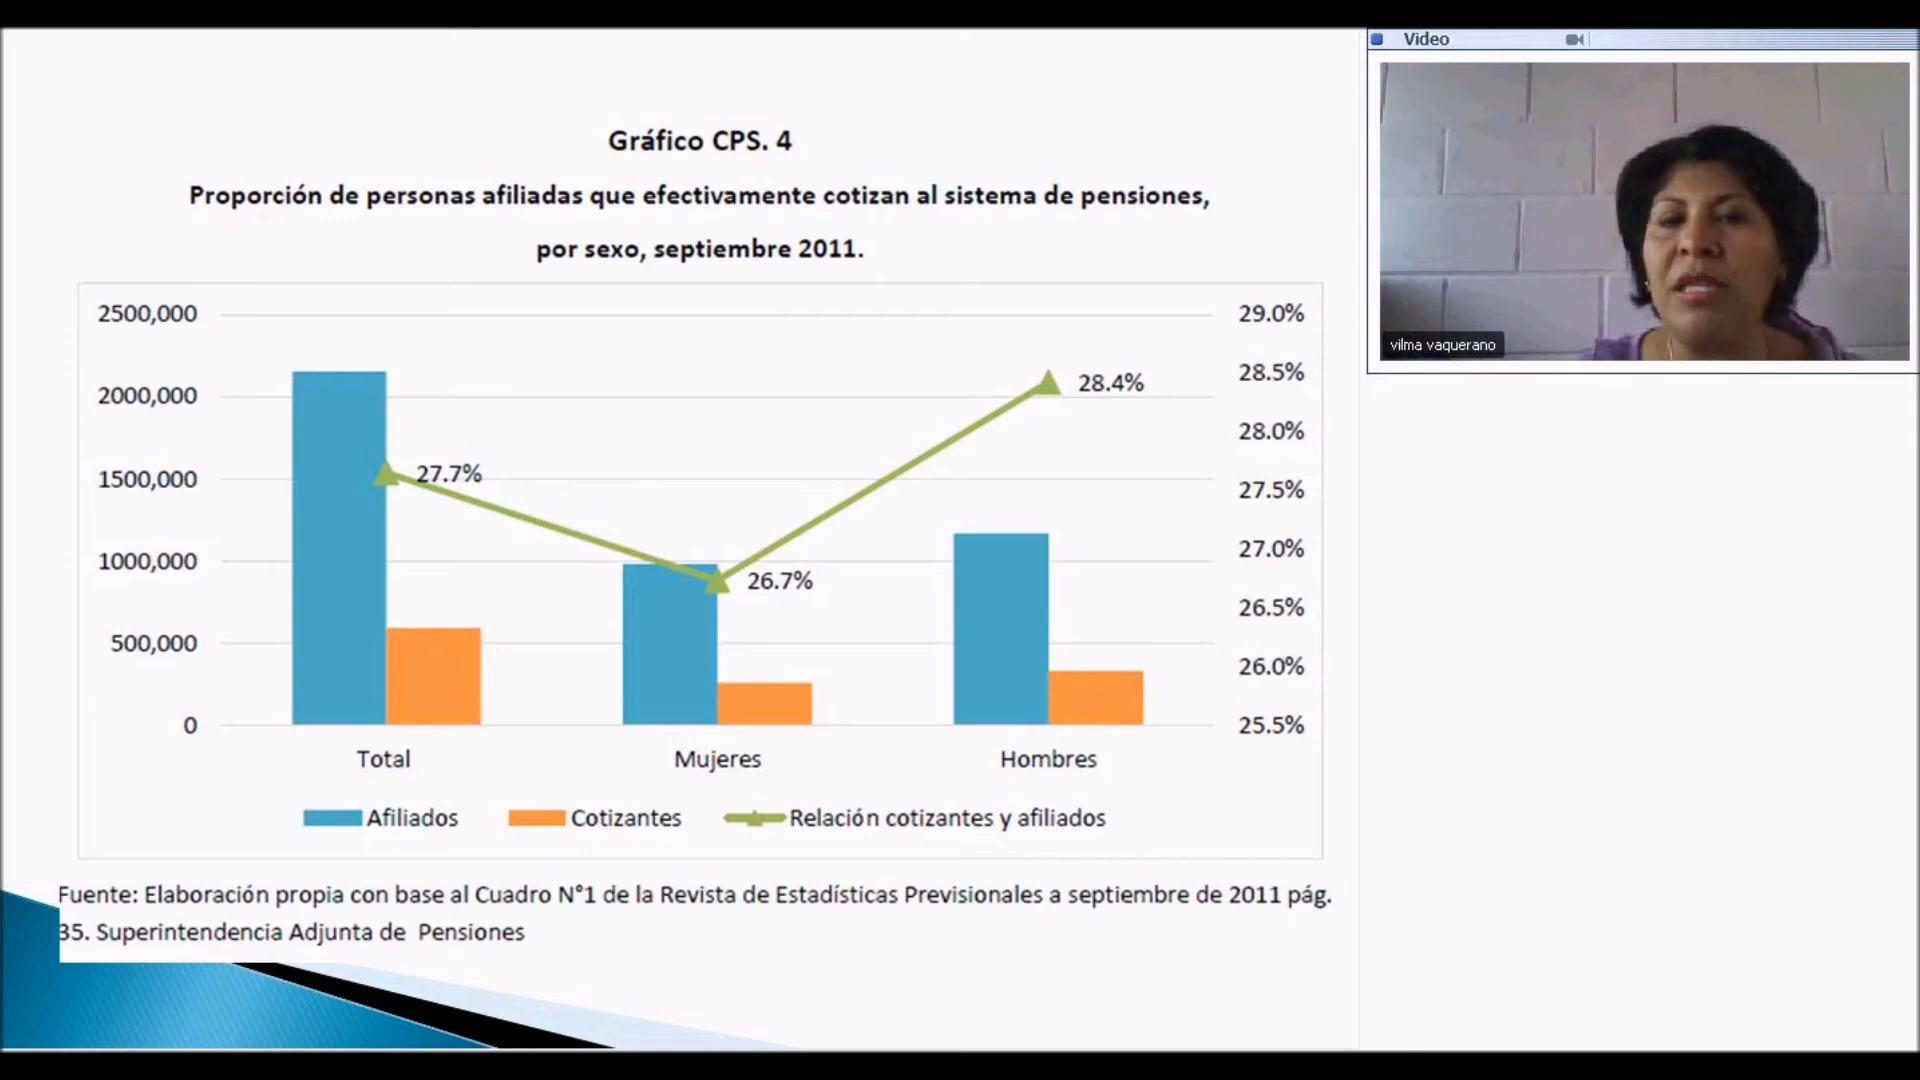 Gráfico CPS. 4
Proporción de personas afiliadas que efectivamente cotizan al sistema de pensiones,
por sexo, septiembre 2011.
2500,000
2000,000
1500,000
1000,000
500,000
0
29.0%
28.5%
28.0%
27.5%
27.0%
26.5%
26.0%
25.5%
27.7%
26.7%
28.4%
Total
Mujeres
Hombres
Afiliados
Cotizantes
Relación cotizantes y afiliados
Fuente: Elaboración propia con base al Cuadro N°1 de la Revista de Estadísticas Previsionales a septiembre de 2011 pág.
35. Superintendencia Adjunta de Pensiones
Video
vilma vaquerano